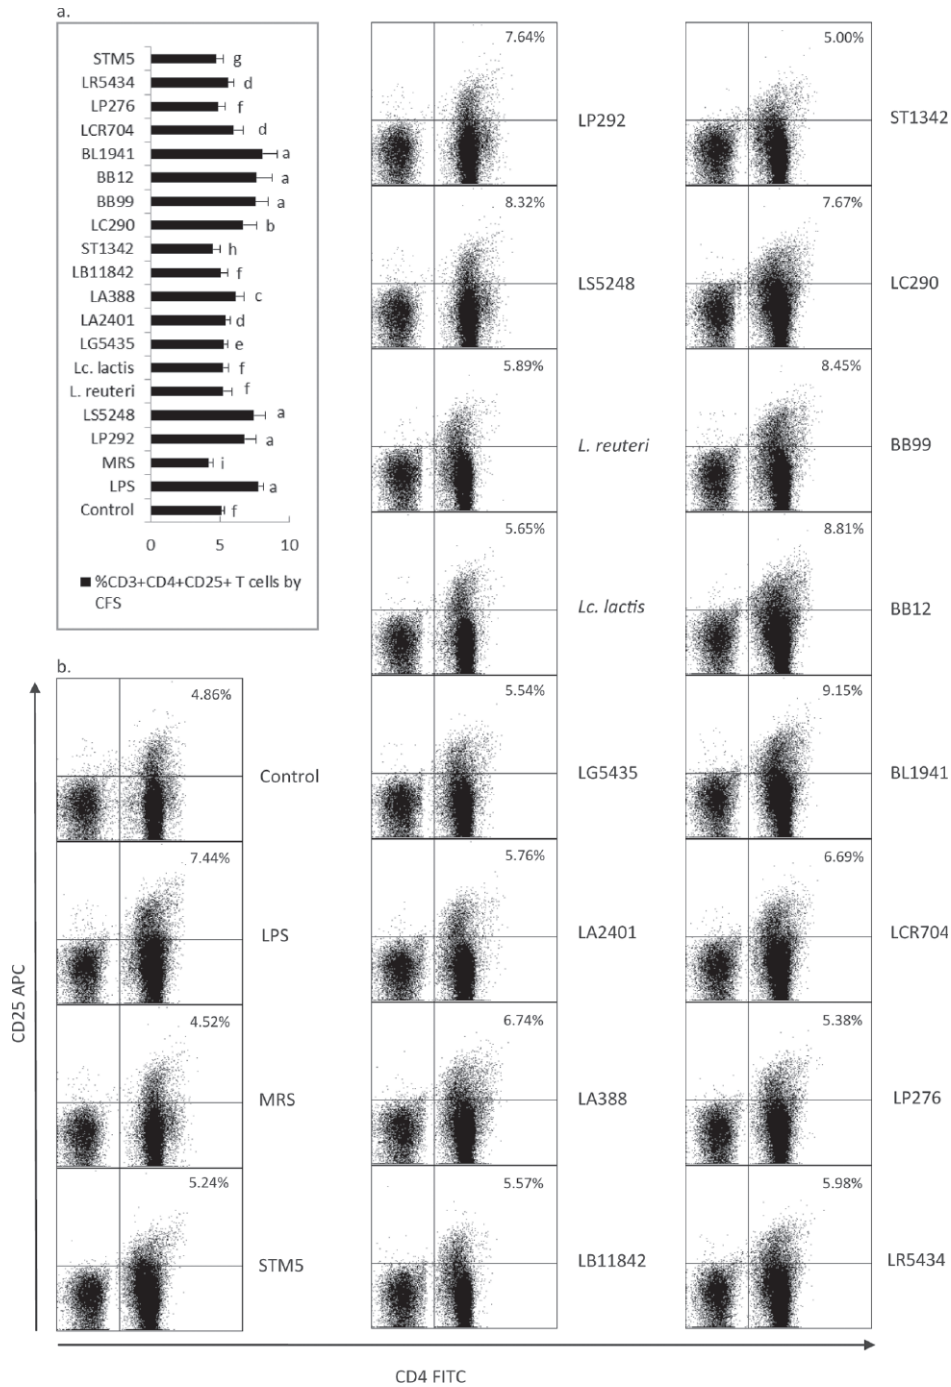 a.
STM5 g
LR5434 d
LP276 f
LCR704 d
BL1941 a
BB12 a
BB99 a
LC290 b
ST1342 h
LB11842 f
LA388 c
LA2401 d
LG5435 e
Lc. lactis f
L. reuteri f
LS5248 a
LP292 a
MRS i
LPS a
Control f
0 5 10
%CD3+CD4+CD25+ T cells by
CFS
b.
4.86%
Control
7.44%
LPS
4.52%
MRS
5.24%
STM5
7.64%
LP292
8.32%
LS5248
5.89%
L. reuteri
5.65%
Lc. lactis
5.54%
LG5435
5.76%
LA2401
6.74%
LA388
5.57%
LB11842
5.00%
ST1342
7.67%
LC290
8.45%
BB99
8.81%
BB12
9.15%
BL1941
6.69%
LCR704
5.38%
LP276
5.98%
LR5434
CD25 APC
CD4 FITC